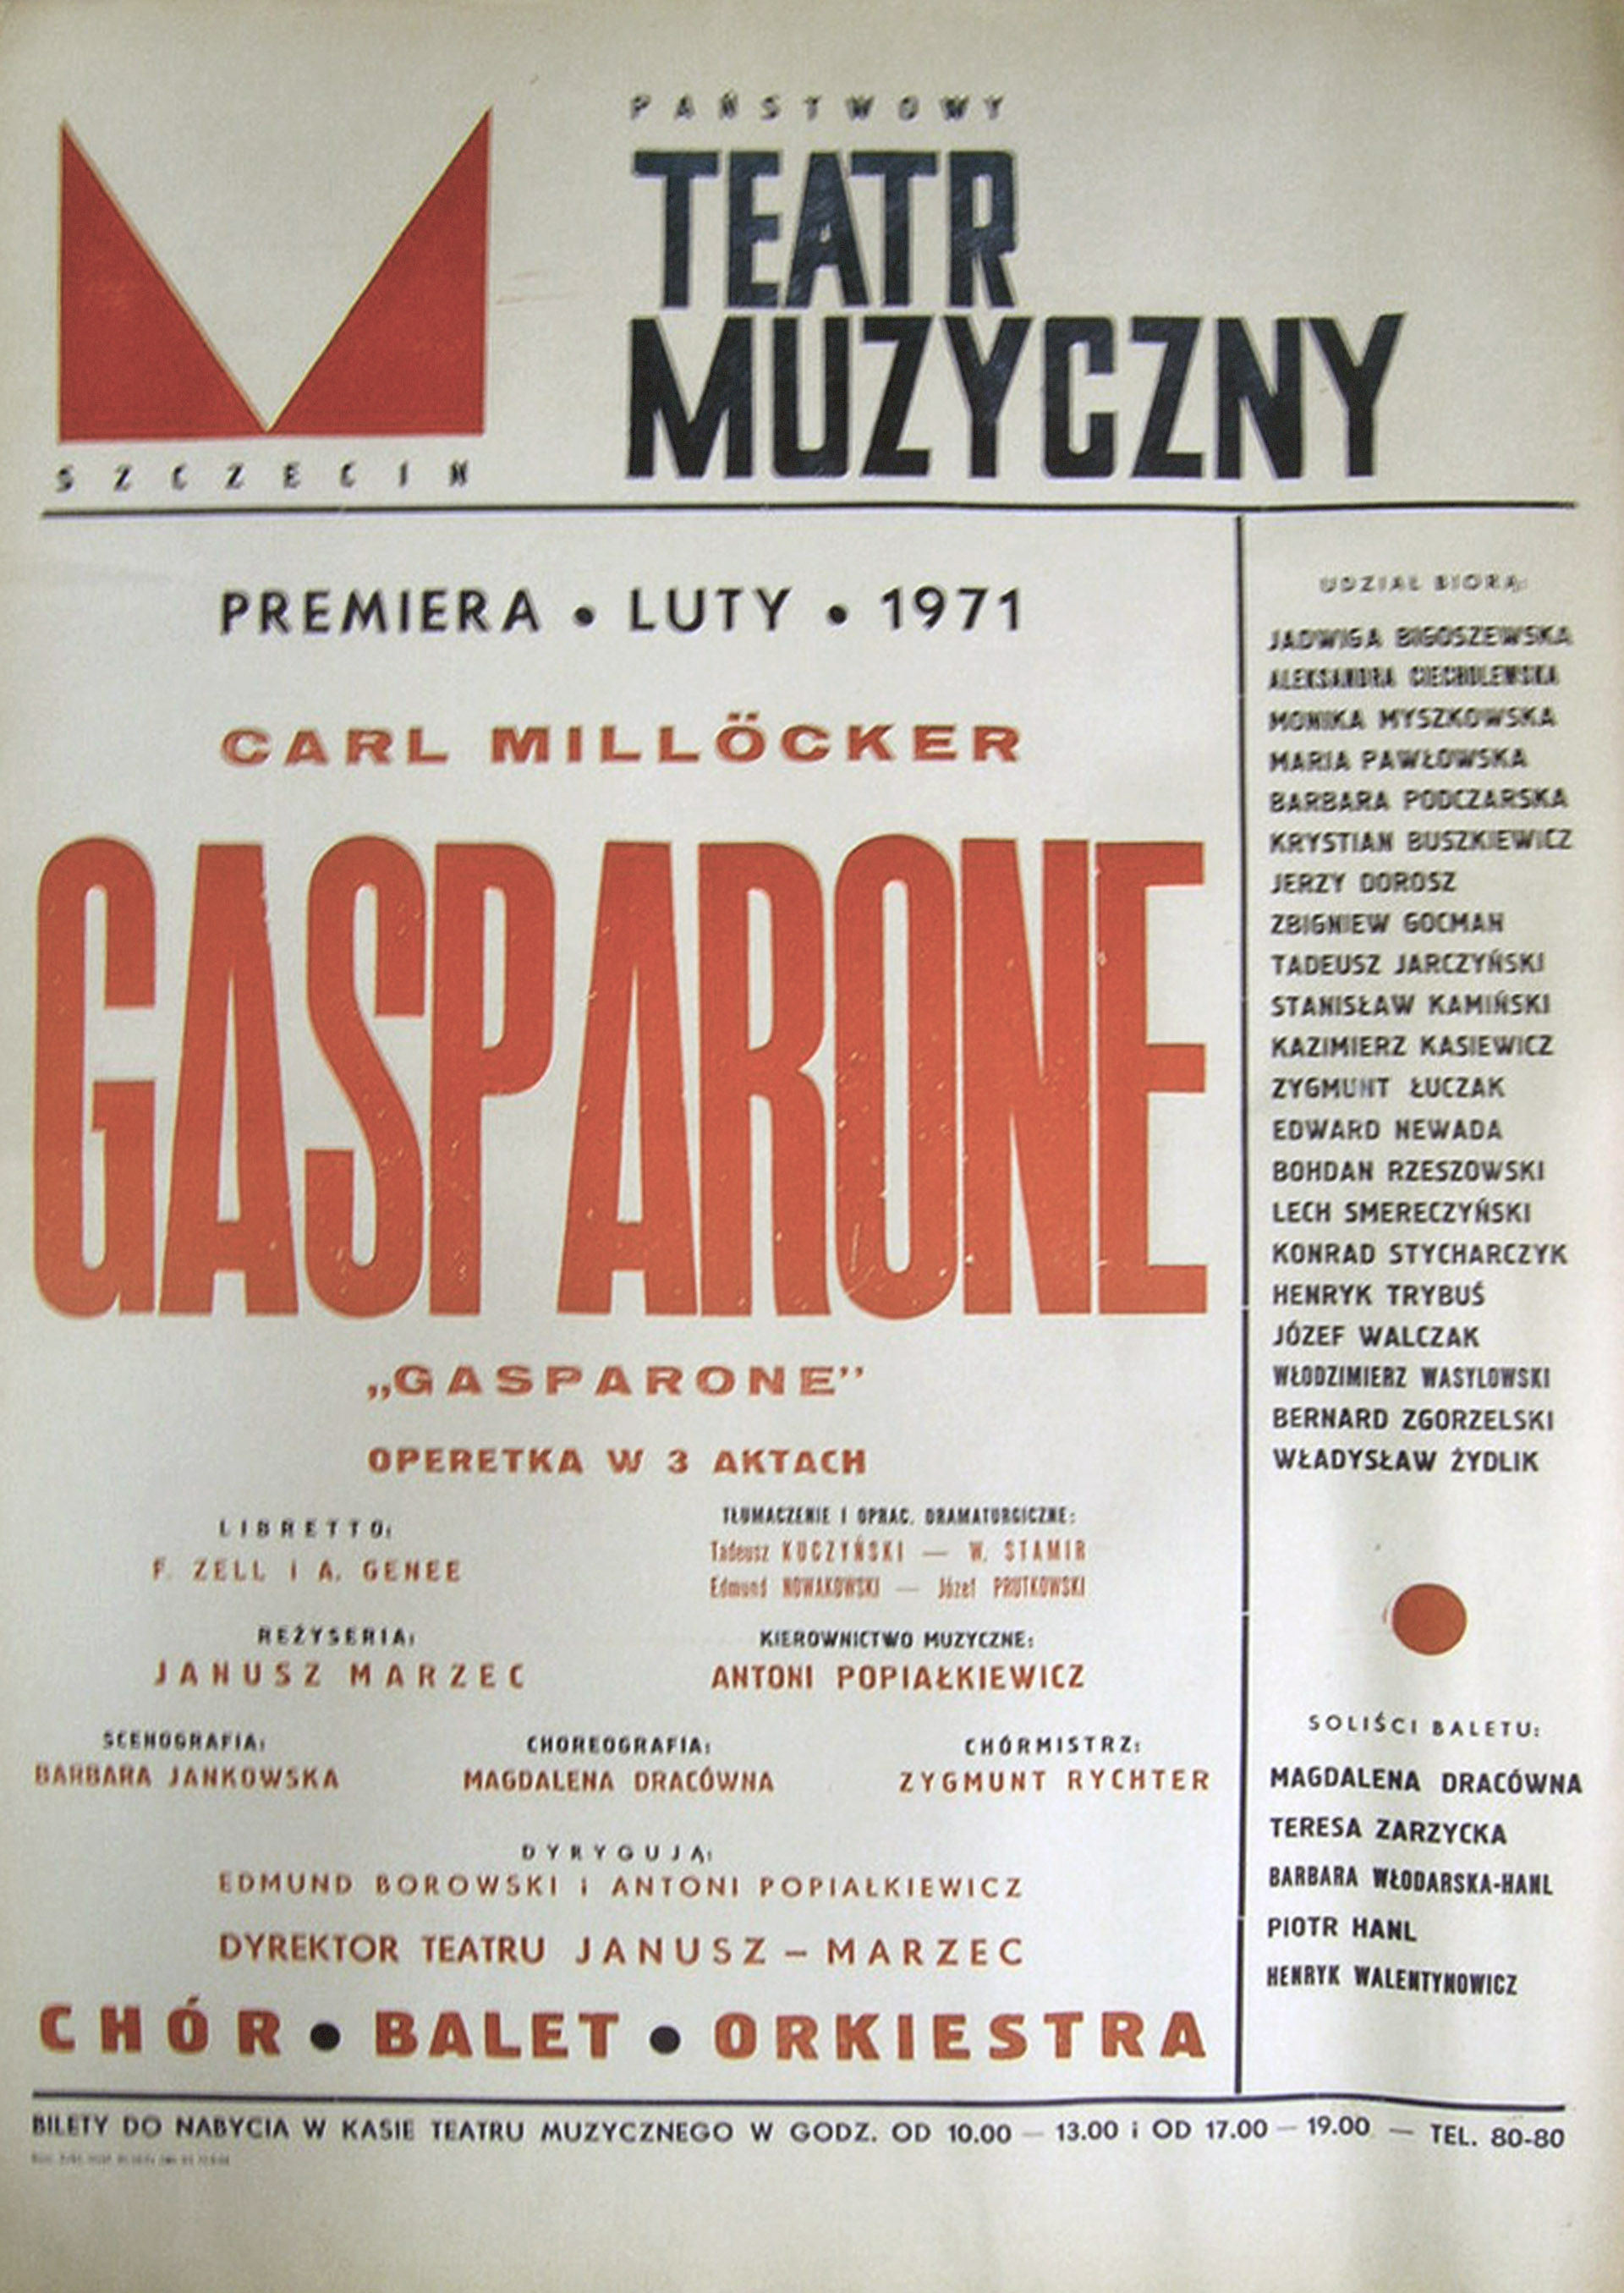 PAŃSTWOWY
TEATR
MUZYCZNY
SZCZECIN
PREMIERA • LUTY • 1971
CARL MILLÖCKER
GASPARONE
„GASPARONE”
OPERETKA W 3 AKTACH
LIBRETTO:
F. ZELL i A. GENEE
TŁUMACZENIE I OPRAC. DRAMATURGICZNE:
Tadeusz KUCZYŃSKI — W. STAMIR
Edmund NOWAKOWSKI — Józef PRUTKOWSKI
REŻYSERIA:
JANUSZ MARZEC
KIEROWNICTWO MUZYCZNE:
ANTONI POPIAŁKIEWICZ
SCENOGRAFIA:
BARBARA JANKOWSKA
CHOREOGRAFIA:
MAGDALENA DRACÓWNA
CHÓRMISTRZ:
ZYGMUNT RYCHTER
DYRYGUJĄ:
EDMUND BOROWSKI i ANTONI POPIAŁKIEWICZ
DYREKTOR TEATRU JANUSZ – MARZEC
CHÓR • BALET • ORKIESTRA
UDZIAŁ BIORĄ:
JADWIGA BIGOSZEWSKA
ALEKSANDRA CIECHOLEWSKA
MONIKA MYSZKOWSKA
MARIA PAWŁOWSKA
BARBARA PODCZARSKA
KRYSTIAN BUSZKIEWICZ
JERZY DOROSZ
ZBIGNIEW GOCMAN
TADEUSZ JARCZYŃSKI
STANISŁAW KAMIŃSKI
KAZIMIERZ KASIEWICZ
ZYGMUNT ŁUCZAK
EDWARD NEWADA
BOHDAN RZESZOWSKI
LECH SMERECZYŃSKI
KONRAD STYCHARCZYK
HENRYK TRYBUŚ
JÓZEF WALCZAK
WŁODZIMIERZ WASYLOWSKI
BERNARD ZGORZELSKI
WŁADYSŁAW ŻYDLIK
SOLIŚCI BALETU:
MAGDALENA DRACÓWNA
TERESA ZARZYCKA
BARBARA WŁODARSKA-HANL
PIOTR HANL
HENRYK WALENTYNOWICZ
BILETY DO NABYCIA W KASIE TEATRU MUZYCZNEGO W GODZ. OD 10.00 — 13.00 i OD 17.00 — 19.00 — TEL. 80-80